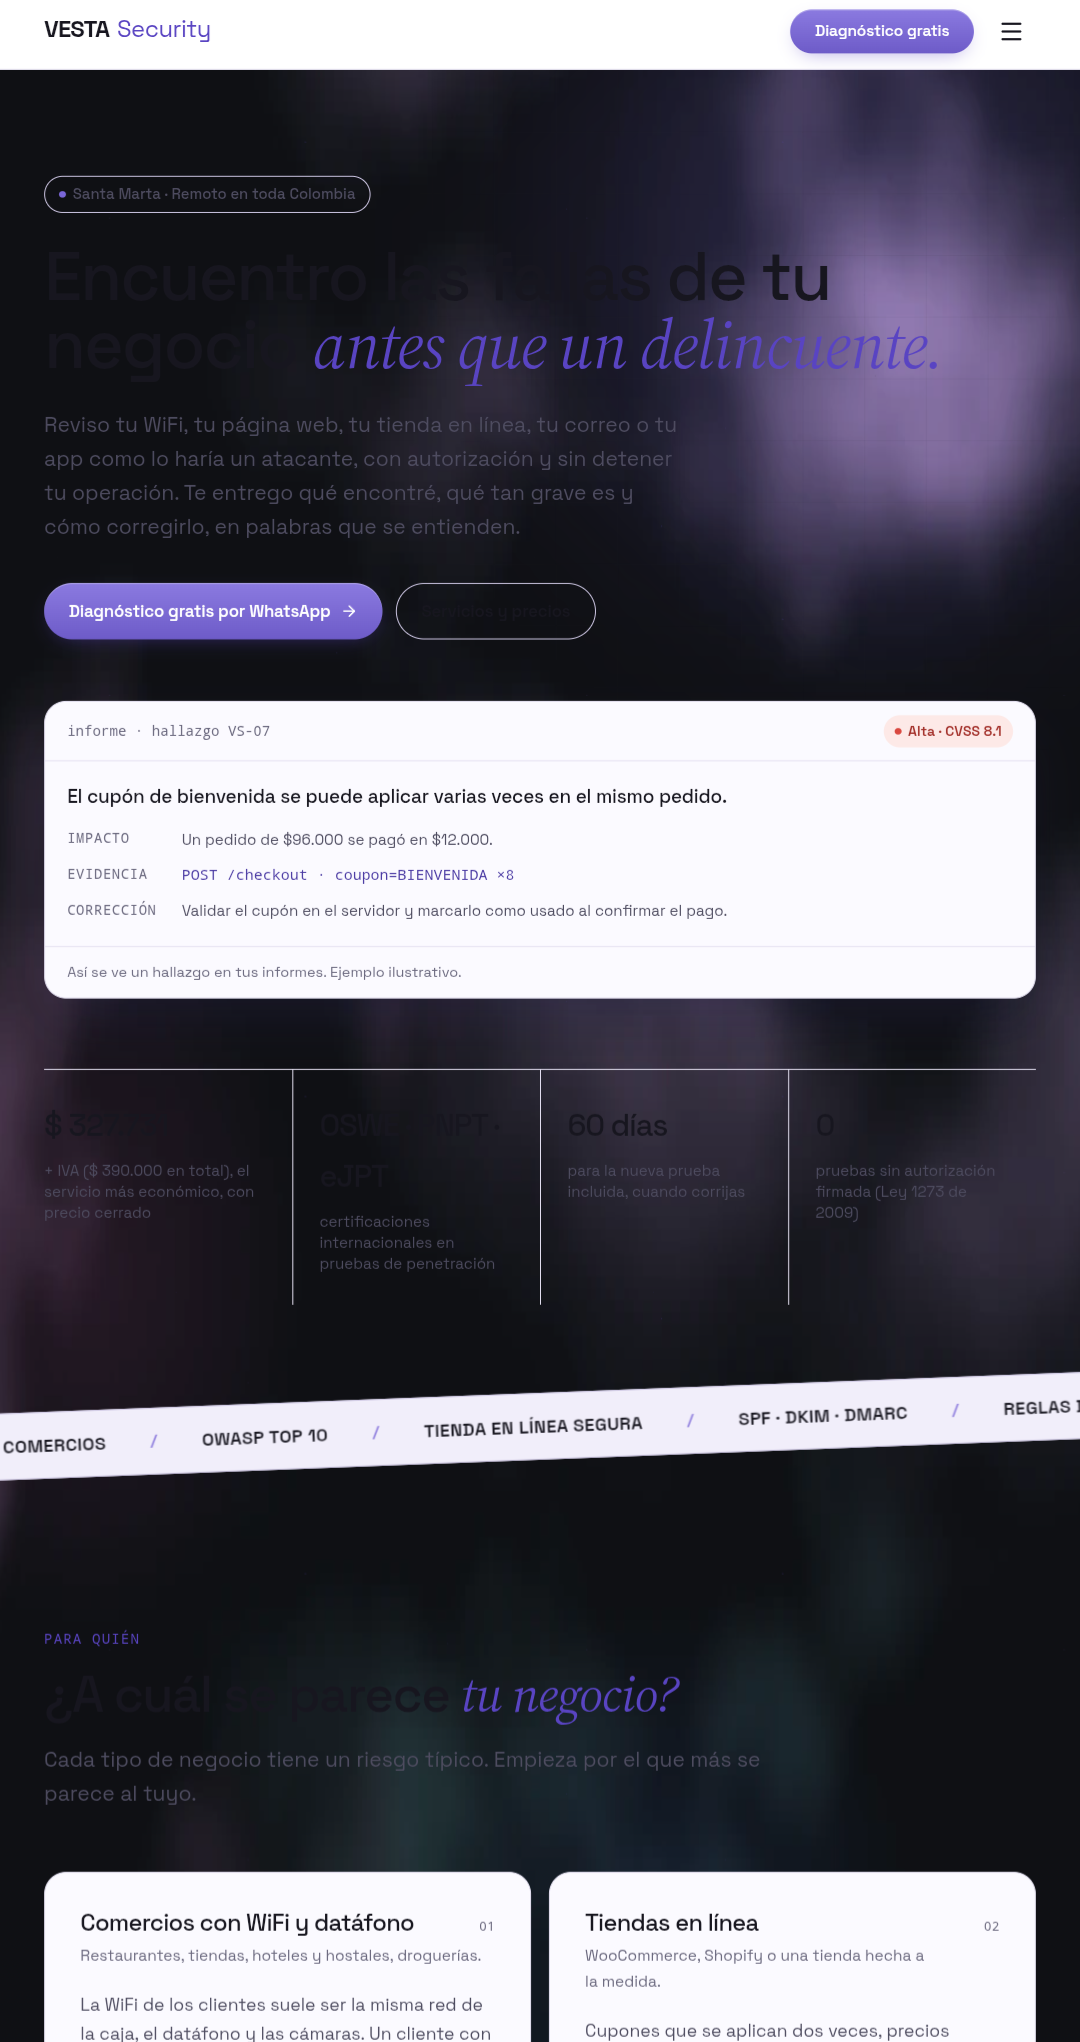 VESTA Security
Diagnóstico gratis
Santa Marta · Remoto en toda Colombia
Encuentro las fallas de tu
negocio antes que un delincuente.
Reviso tu WiFi, tu página web, tu tienda en línea, tu correo o tu
app como lo haría un atacante, con autorización y sin detener
tu operación. Te entrego qué encontré, qué tan grave es y
cómo corregirlo, en palabras que se entienden.
Diagnóstico gratis por WhatsApp →
Servicios y precios
informe · hallazgo VS-07
Alta · CVSS 8.1
El cupón de bienvenida se puede aplicar varias veces en el mismo pedido.
IMPACTO Un pedido de $96.000 se pagó en $12.000.
EVIDENCIA POST /checkout · coupon=BIENVENIDA ×8
CORRECCIÓN Validar el cupón en el servidor y marcarlo como usado al confirmar el pago.
Así se ve un hallazgo en tus informes. Ejemplo ilustrativo.
+ IVA ($ 390.000 en total), el
servicio más económico, con
precio cerrado
eJPT
certificaciones
internacionales en
pruebas de penetración
60 días
para la nueva prueba
incluida, cuando corrijas
0
pruebas sin autorización
firmada (Ley 1273 de
2009)
COMERCIOS / OWASP TOP 10 / TIENDA EN LÍNEA SEGURA / SPF · DKIM · DMARC / REGLAS
PARA QUIÉN
¿A cuál se parece tu negocio?
Cada tipo de negocio tiene un riesgo típico. Empieza por el que más se
parece al tuyo.
Comercios con WiFi y datáfono 01
Restaurantes, tiendas, hoteles y hostales, droguerías.
La WiFi de los clientes suele ser la misma red de
la caja, el datáfono y las cámaras. Un cliente con
Tiendas en línea 02
WooCommerce, Shopify o una tienda hecha a
la medida.
Cupones que se aplican dos veces, precios